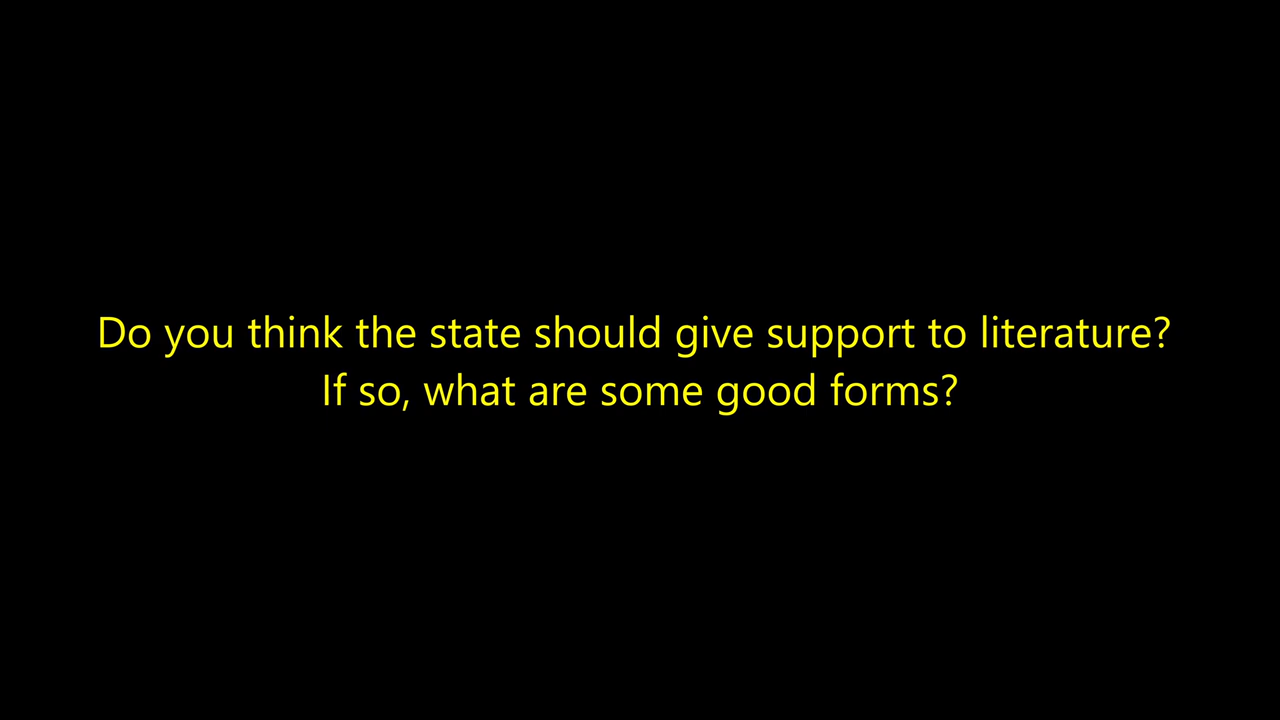 Do you think the state should give support to literature?
If so, what are some good forms?